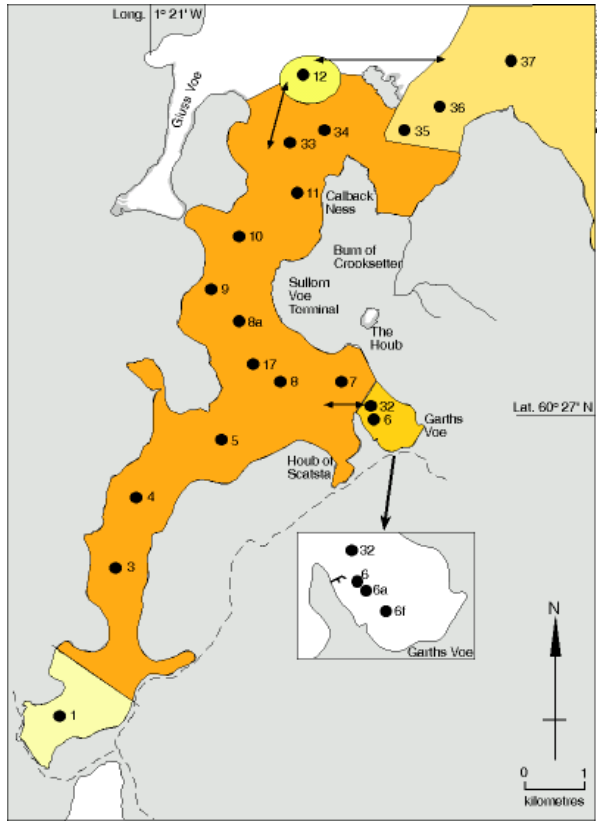 Long. 1° 21' W
Giuss Voe
12
37
36
35
34
33
11
Calback
Ness
10
Burn of
Crooksetter
Sullom
Voe
Terminal
9
8a
The
Houb
17
8
7
32
6
Lat. 60° 27' N
Garths
Voe
5
Houb of
Scatsta
4
32
6
6a
6f
Garths Voe
3
N
1
0 1
kilometres